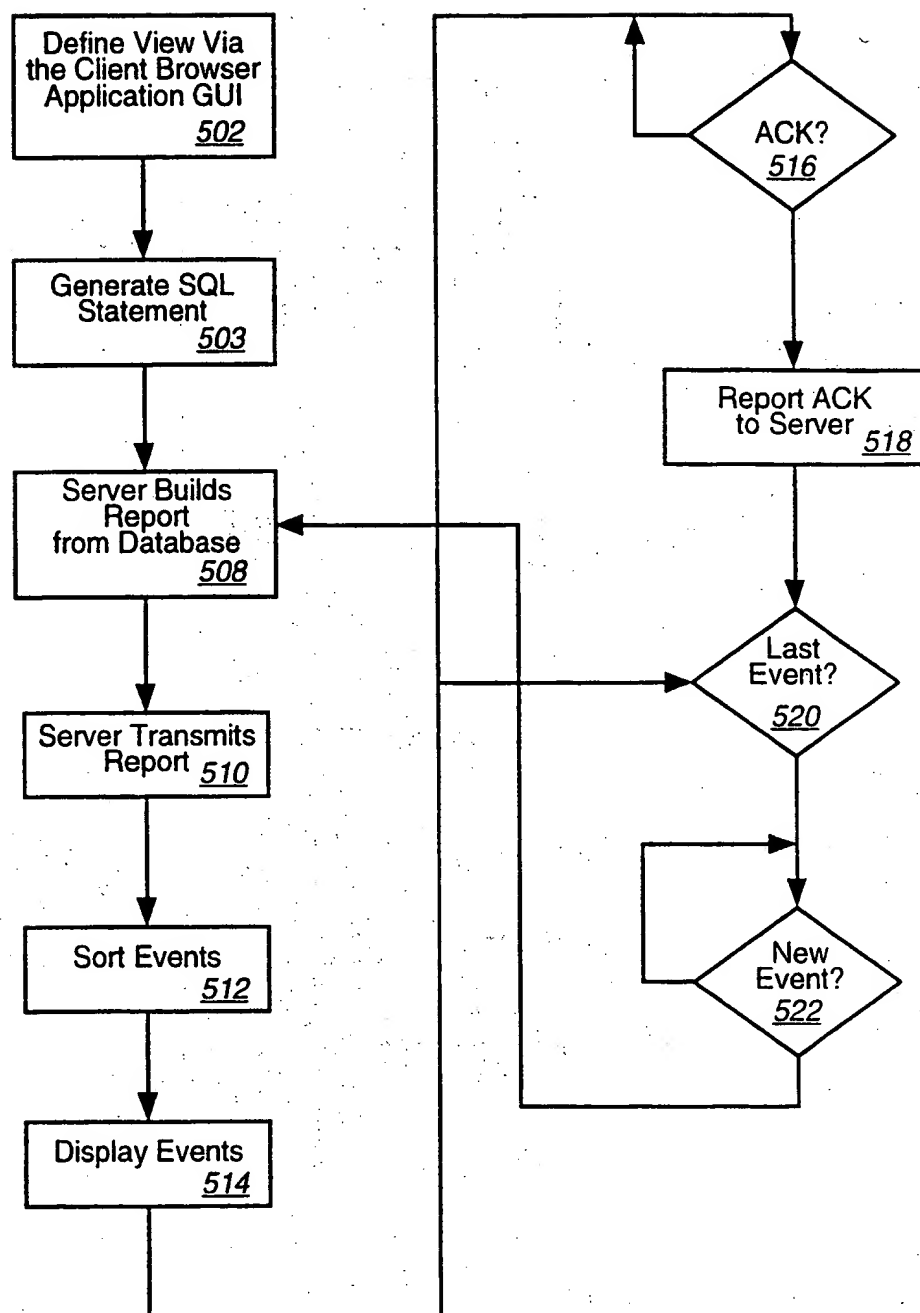 Define View Via
the Client Browser
Application GUI
502
Generate SQL
Statement
503
Server Builds
Report
from Database
508
Server Transmits
Report 510
Sort Events
512
Display Events
514
ACK?
516
Report ACK
to Server 518
Last
Event?
520
New
Event?
522